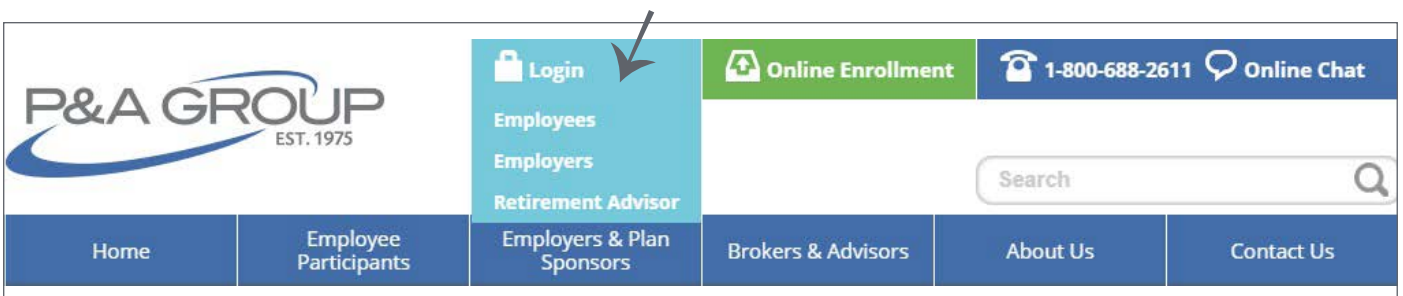 P&A GROUP
EST. 1975
Login
Employees
Employers
Retirement Advisor
Online Enrollment
1-800-688-2611 Online Chat
Search
Home
Employee
Participants
Employers & Plan
Sponsors
Brokers & Advisors
About Us
Contact Us